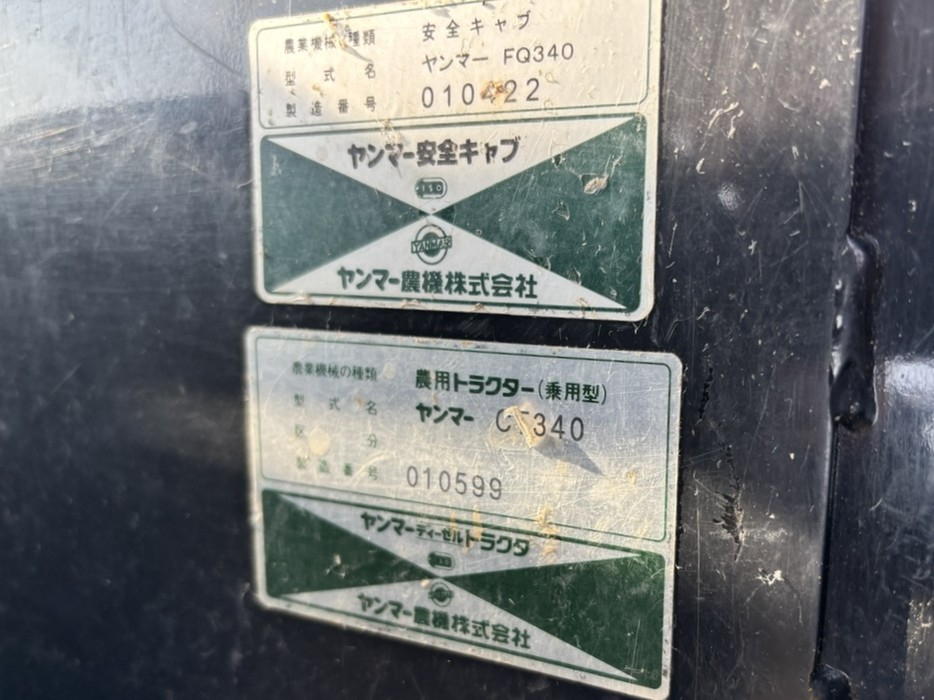 農業機械の種類 安全キャブ
型式名 ヤンマー FQ340
製造番号 010422
ヤンマー安全キャブ
ISO
YANMAR
ヤンマー農機株式会社
農業機械の種類 農用トラクター(乗用型)
型式名 ヤンマー CT340
区分
製造番号 010599
ヤンマーディーゼルトラクタ
ヤンマー農機株式会社